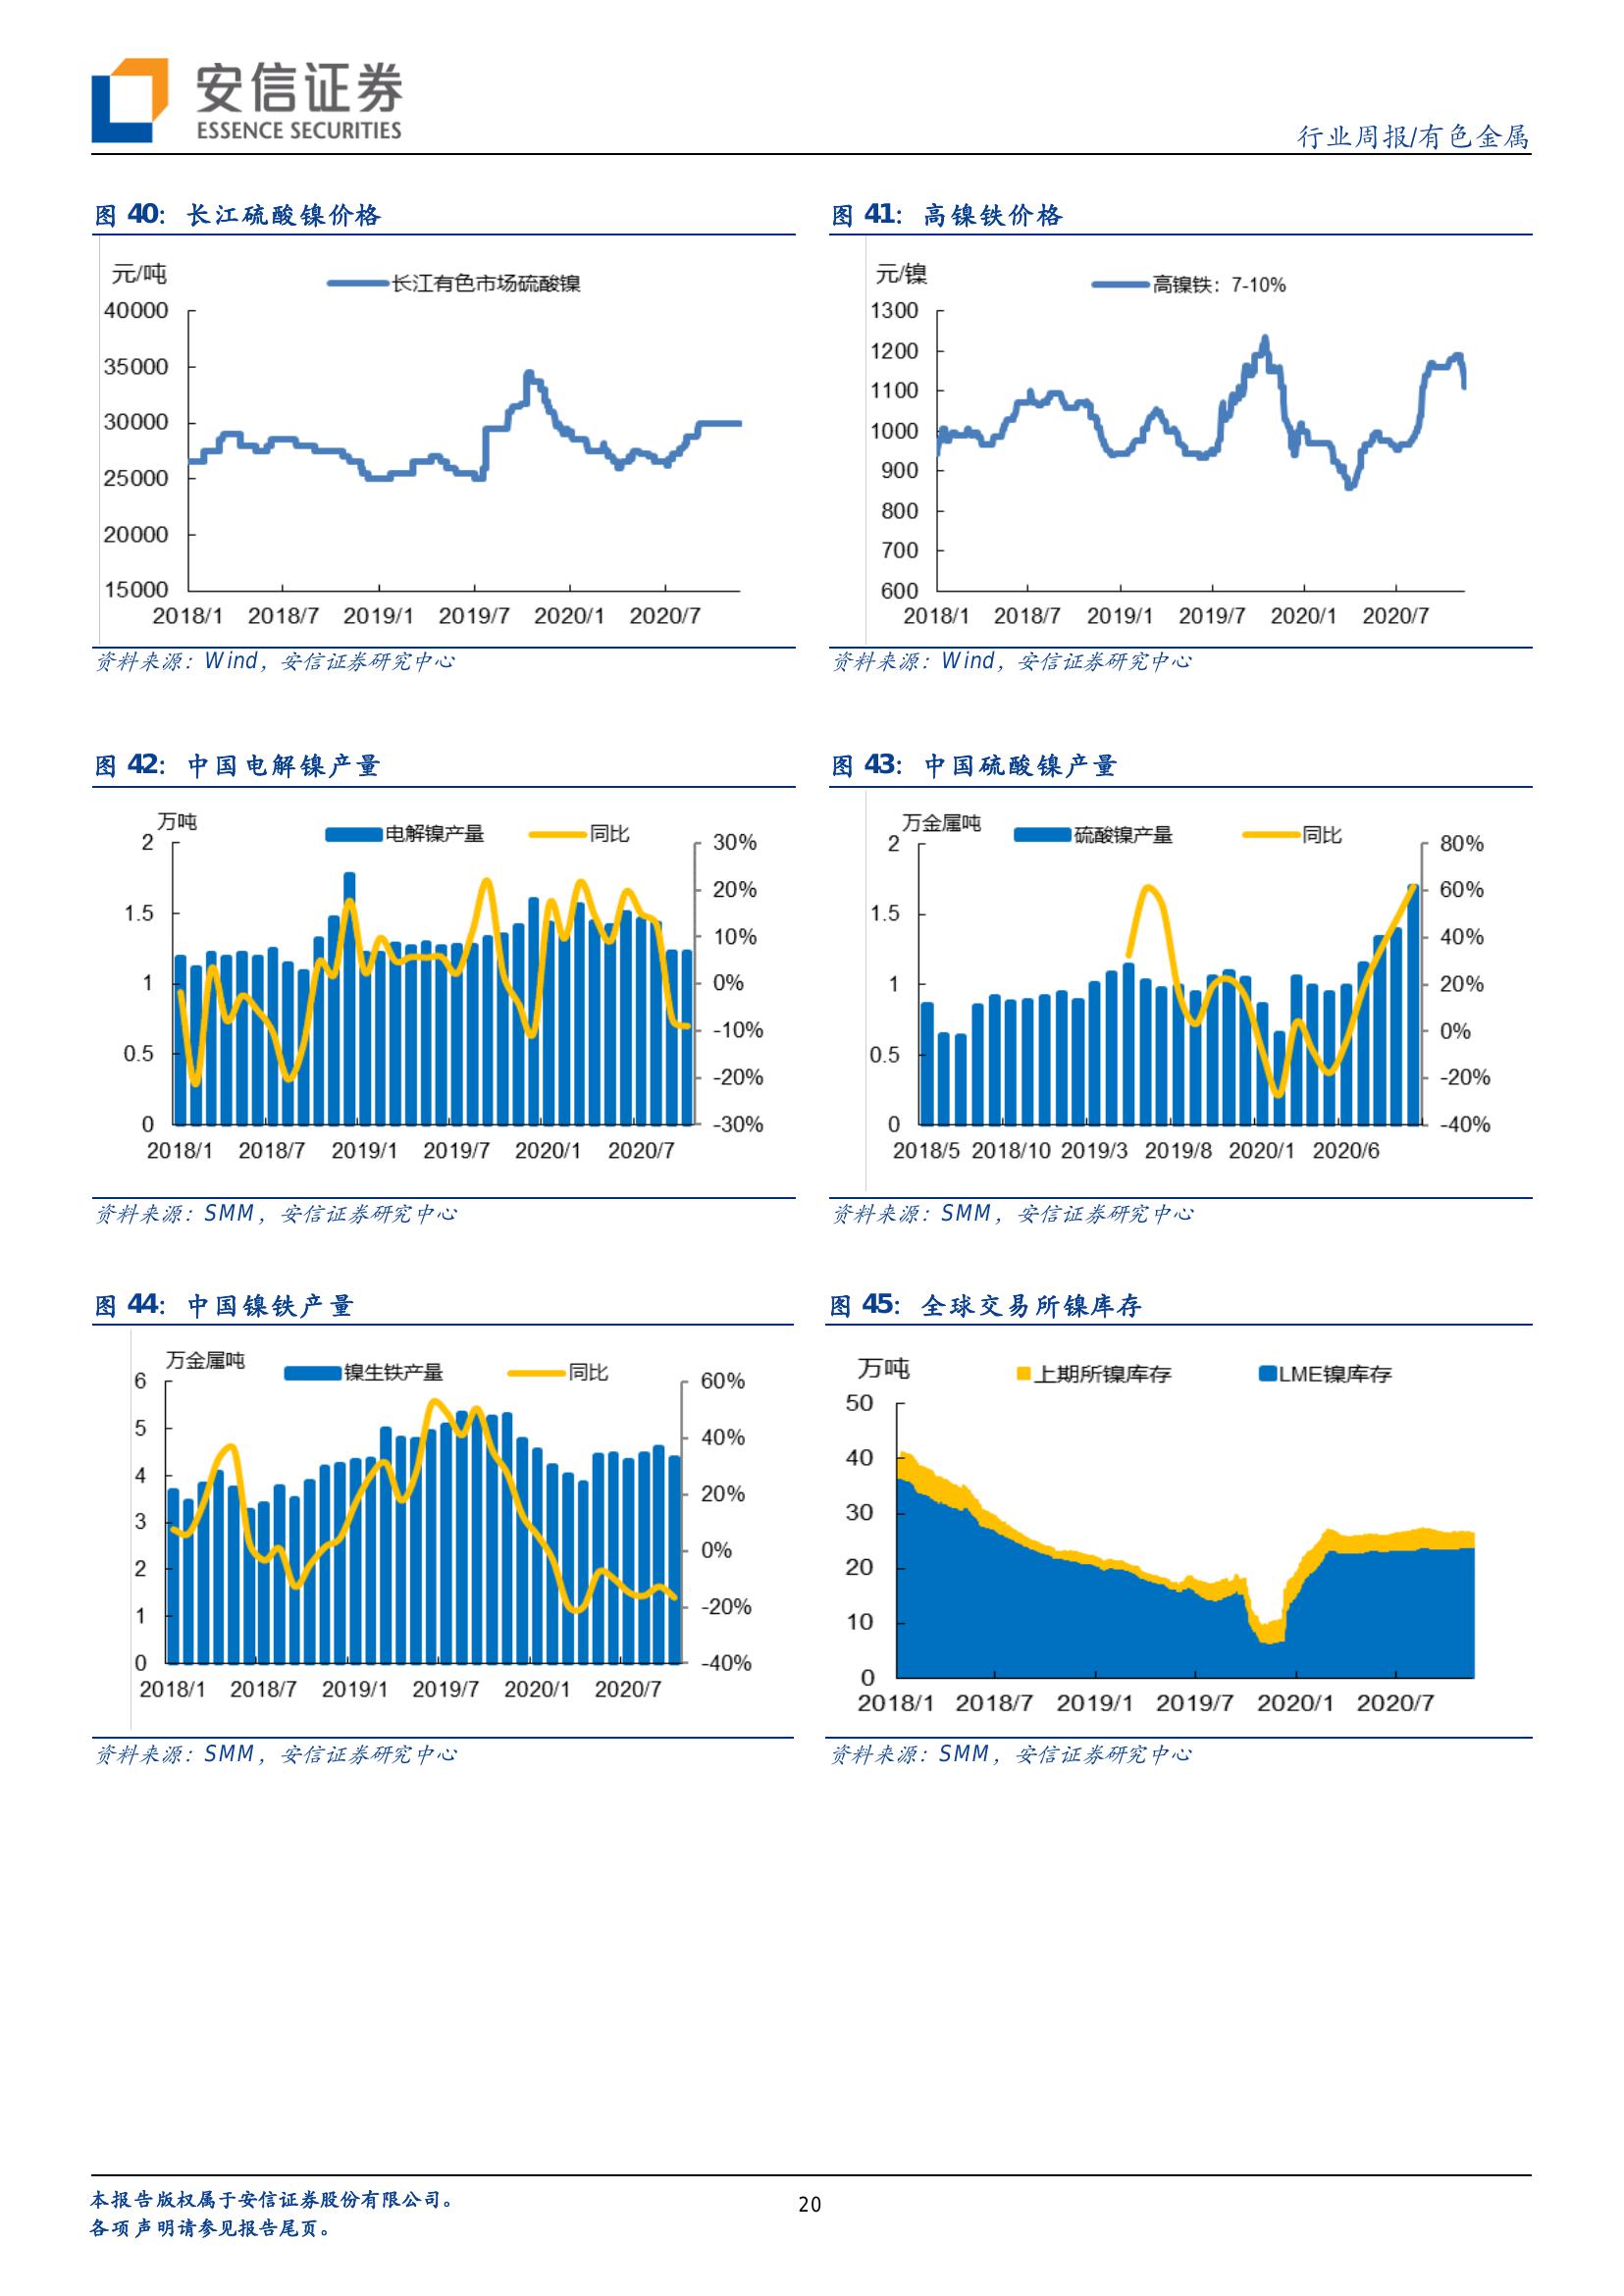 安信证券
ESSENCE SECURITIES
行业周报/有色金属
图 40：长江硫酸镍价格
元/吨
长江有色市场硫酸镍
40000
35000
30000
25000
20000
15000
2018/1 2018/7 2019/1 2019/7 2020/1 2020/7
资料来源：Wind，安信证券研究中心
图 41：高镍铁价格
元/镍
高镍铁：7-10%
1300
1200
1100
1000
900
800
700
600
2018/1 2018/7 2019/1 2019/7 2020/1 2020/7
资料来源：Wind，安信证券研究中心
图 42：中国电解镍产量
万吨
电解镍产量 同比
2 30%
20%
1.5
10%
1 0%
-10%
0.5
-20%
0 -30%
2018/1 2018/7 2019/1 2019/7 2020/1 2020/7
资料来源：SMM，安信证券研究中心
图 43：中国硫酸镍产量
万金属吨
硫酸镍产量 同比
2 80%
60%
1.5
40%
1 20%
0%
0.5
-20%
0 -40%
2018/5 2018/10 2019/3 2019/8 2020/1 2020/6
资料来源：SMM，安信证券研究中心
图 44：中国镍铁产量
万金属吨
镍生铁产量 同比
6 60%
5
40%
4
20%
3
0%
2
1 -20%
0 -40%
2018/1 2018/7 2019/1 2019/7 2020/1 2020/7
资料来源：SMM，安信证券研究中心
图 45：全球交易所镍库存
万吨
上期所镍库存 LME镍库存
50
40
30
20
10
0
2018/1 2018/7 2019/1 2019/7 2020/1 2020/7
资料来源：SMM，安信证券研究中心
本报告版权属于安信证券股份有限公司。
各项声明请参见报告尾页。
20